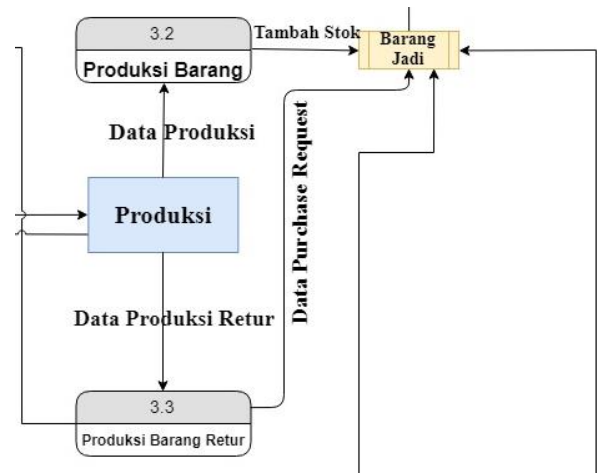 3.2
Produksi Barang
Tambah Stok
Barang
Jadi
Data Produksi
Produksi
Data Purchase Request
Data Produksi Retur
3.3
Produksi Barang Retur